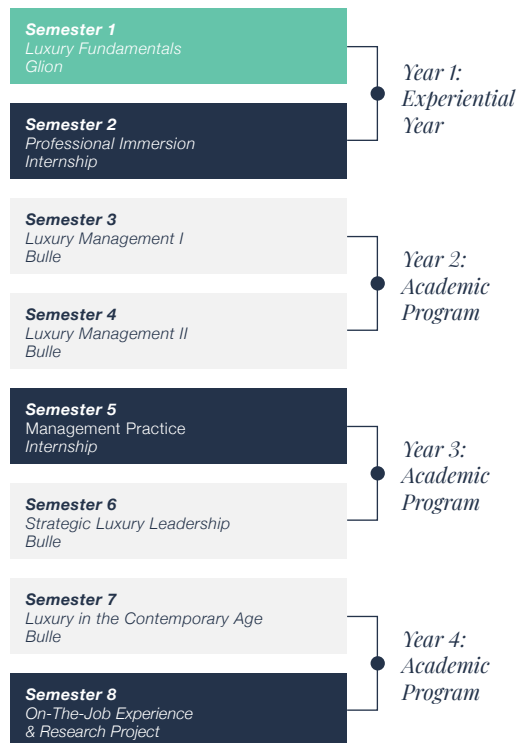 Semester 1
Luxury Fundamentals
Glion
Year 1:
Experiential
Year
Semester 2
Professional Immersion
Internship
Semester 3
Luxury Management I
Bulle
Year 2:
Academic
Program
Semester 4
Luxury Management II
Bulle
Semester 5
Management Practice
Internship
Year 3:
Academic
Program
Semester 6
Strategic Luxury Leadership
Bulle
Semester 7
Luxury in the Contemporary Age
Bulle
Year 4:
Academic
Program
Semester 8
On-The-Job Experience
& Research Project